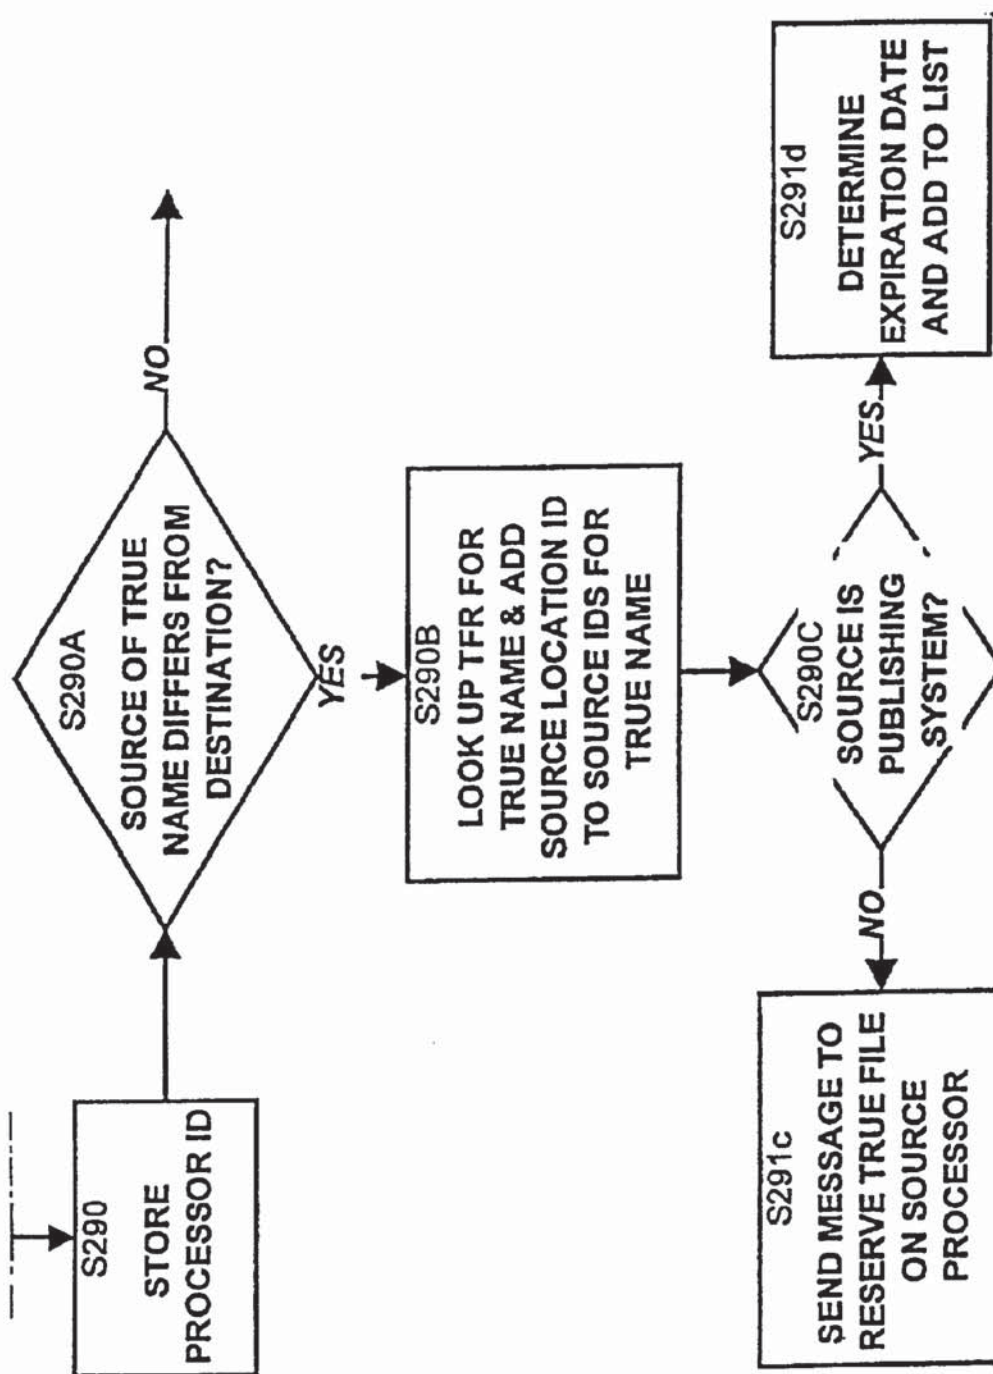 S290
STORE
PROCESSOR ID
S290A
SOURCE OF TRUE
NAME DIFFERS FROM
DESTINATION?
NO
YES
S290B
LOOK UP TFR FOR
TRUE NAME & ADD
SOURCE LOCATION ID
TO SOURCE IDS FOR
TRUE NAME
S290C
SOURCE IS
PUBLISHING
SYSTEM?
NO
YES
S291c
SEND MESSAGE TO
RESERVE TRUE FILE
ON SOURCE
PROCESSOR
S291d
DETERMINE
EXPIRATION DATE
AND ADD TO LIST